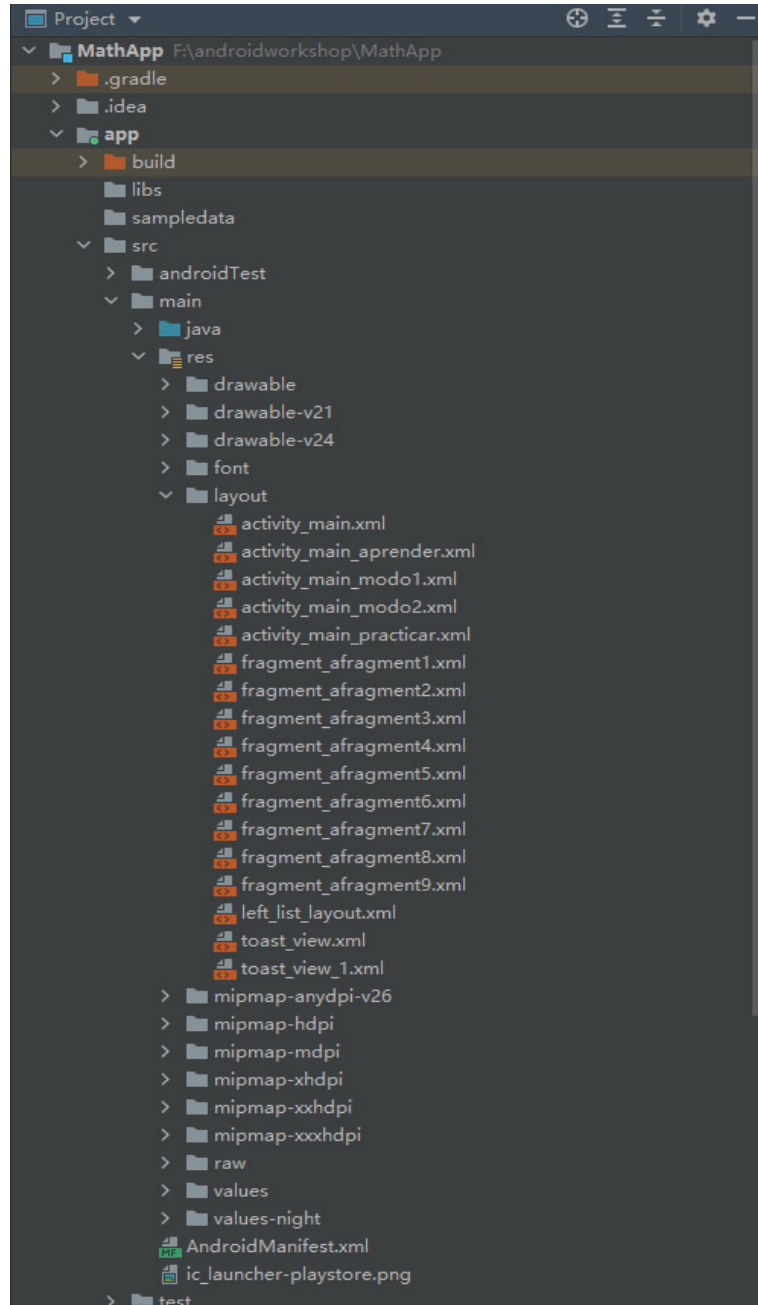 Project
MathApp F:\androidworkshop\MathApp
.gradle
.idea
app
build
libs
sampledata
src
androidTest
main
java
res
drawable
drawable-v21
drawable-v24
font
layout
activity_main.xml
activity_main_aprender.xml
activity_main_modo1.xml
activity_main_modo2.xml
activity_main_practicar.xml
fragment_afragment1.xml
fragment_afragment2.xml
fragment_afragment3.xml
fragment_afragment4.xml
fragment_afragment5.xml
fragment_afragment6.xml
fragment_afragment7.xml
fragment_afragment8.xml
fragment_afragment9.xml
left_list_layout.xml
toast_view.xml
toast_view_1.xml
mipmap-anydpi-v26
mipmap-hdpi
mipmap-mdpi
mipmap-xhdpi
mipmap-xxhdpi
mipmap-xxxhdpi
raw
values
values-night
MF AndroidManifest.xml
ic_launcher-playstore.png
test